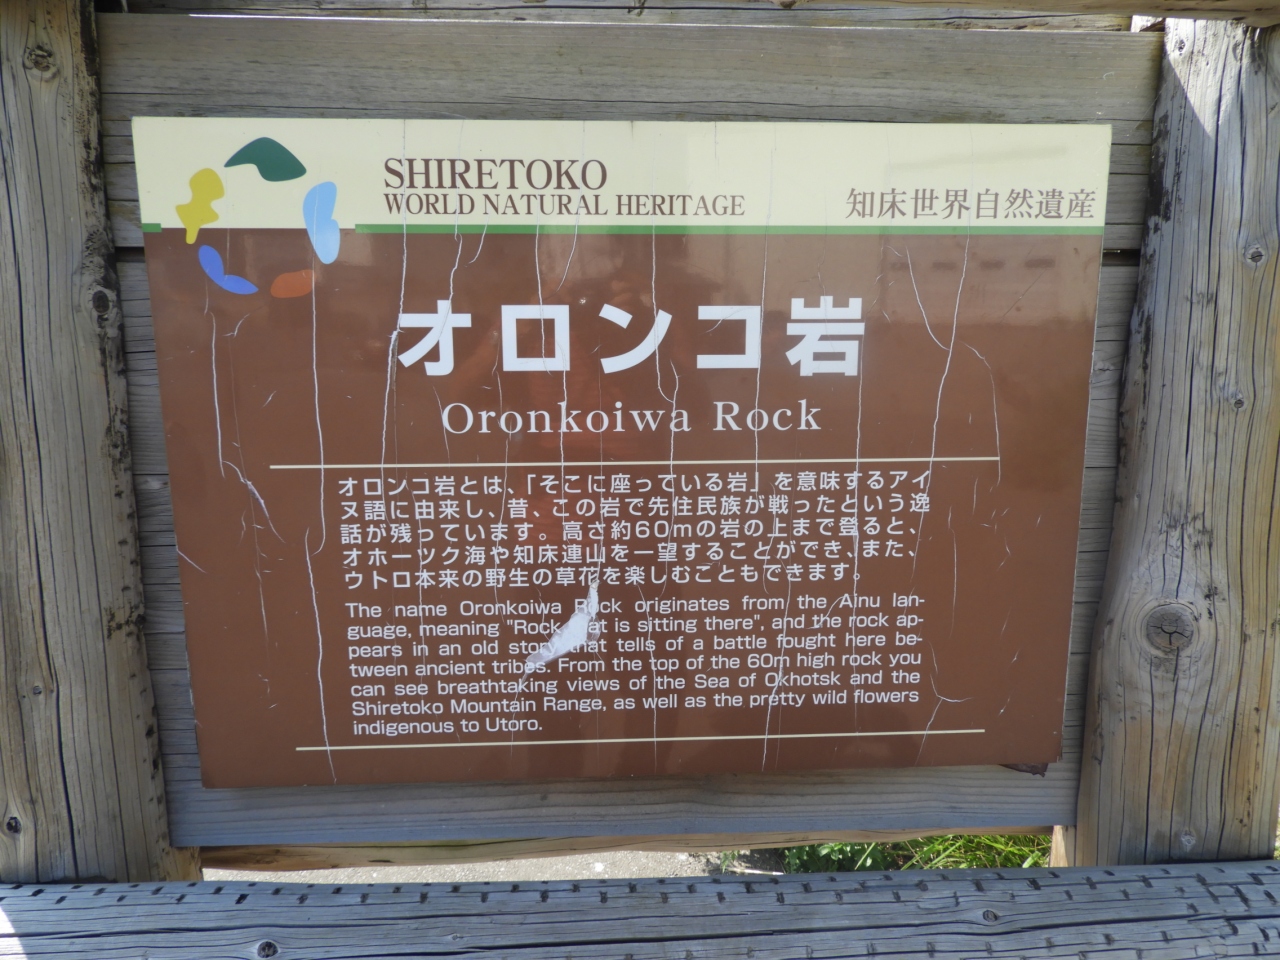 SHIRETOKO
WORLD NATURAL HERITAGE
知床世界自然遺産
オロンコ岩
Oronkoiwa Rock
オロンコ岩とは、「そこに座っている岩」を意味するアイ
ヌ語に由来し、昔、この岩で先住民族が戦ったという逸
話が残っています。高さ約60mの岩の上まで登ると、
オホーツク海や知床連山を一望することができ、また、
ウトロ本来の野生の草花を楽しむこともできます。
The name Oronkoiwa Rock originates from the Ainu lan-
guage, meaning "Rock that is sitting there", and the rock ap-
pears in an old story that tells of a battle fought here be-
tween ancient tribes. From the top of the 60m high rock you
can see breathtaking views of the Sea of Okhotsk and the
Shiretoko Mountain Range, as well as the pretty wild flowers
indigenous to Utoro.